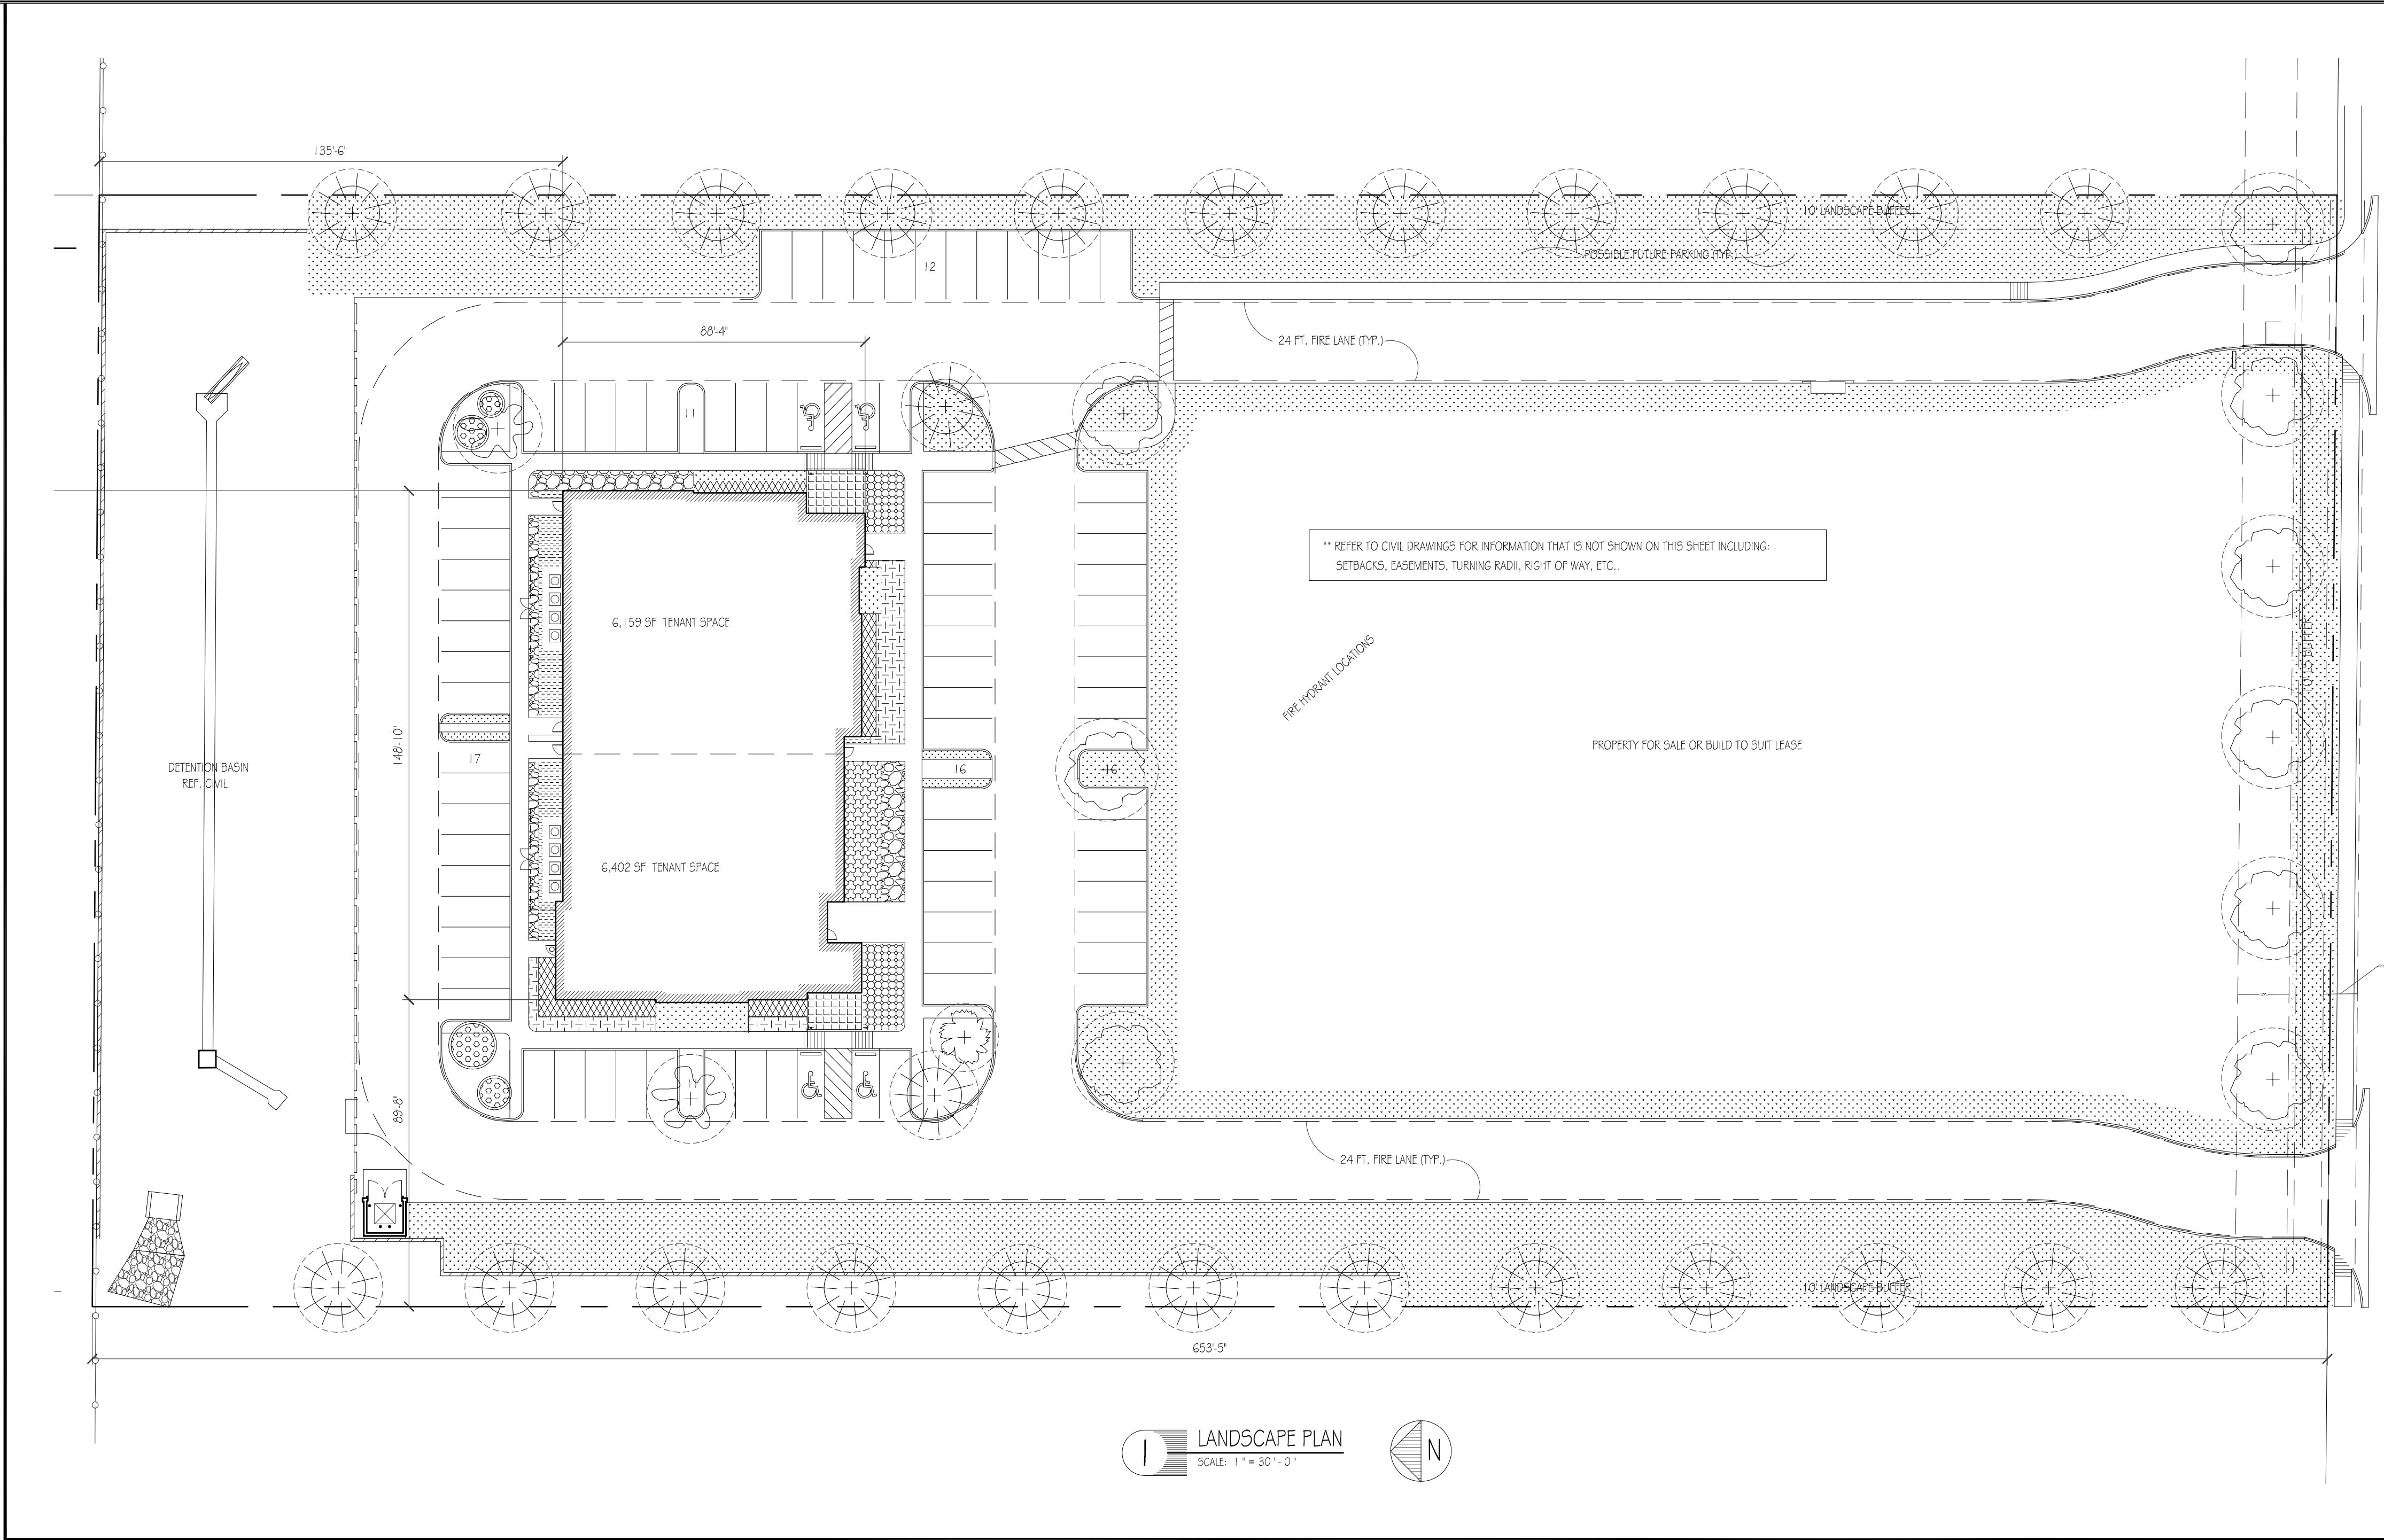 135'-6"
10' LANDSCAPE BUFFER
POSSIBLE FUTURE PARKING (TYP.)
12
88'-4"
24 FT. FIRE LANE (TYP.)
11
** REFER TO CIVIL DRAWINGS FOR INFORMATION THAT IS NOT SHOWN ON THIS SHEET INCLUDING:
SETBACKS, EASEMENTS, TURNING RADII, RIGHT OF WAY, ETC..
6,159 SF TENANT SPACE
FIRE HYDRANT LOCATIONS
148'-10"
PROPERTY FOR SALE OR BUILD TO SUIT LEASE
17
16
16
DETENTION BASIN
REF. CIVIL
6,402 SF TENANT SPACE
89'-8"
24 FT. FIRE LANE (TYP.)
10' LANDSCAPE BUFFER
653'-5"
1
LANDSCAPE PLAN
SCALE: 1 " = 30 ' - 0 "
N